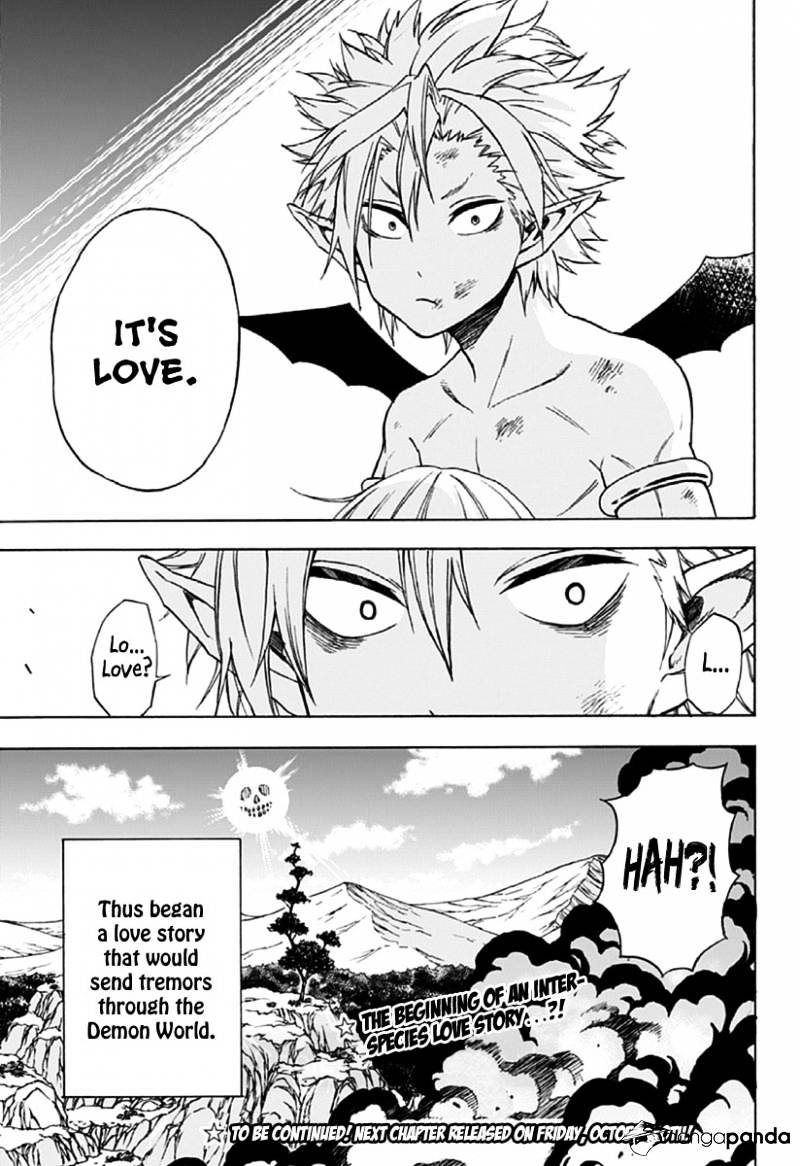 IT'S
LOVE.
L...
Lo...
Love?
HAH?!
Thus began
a love story
that would
send tremors
through the
Demon World.
THE BEGINNING OF AN INTER-
SPECIES LOVE STORY...?!
TO BE CONTINUED! NEXT CHAPTER RELEASED ON FRIDAY,
mangapanda